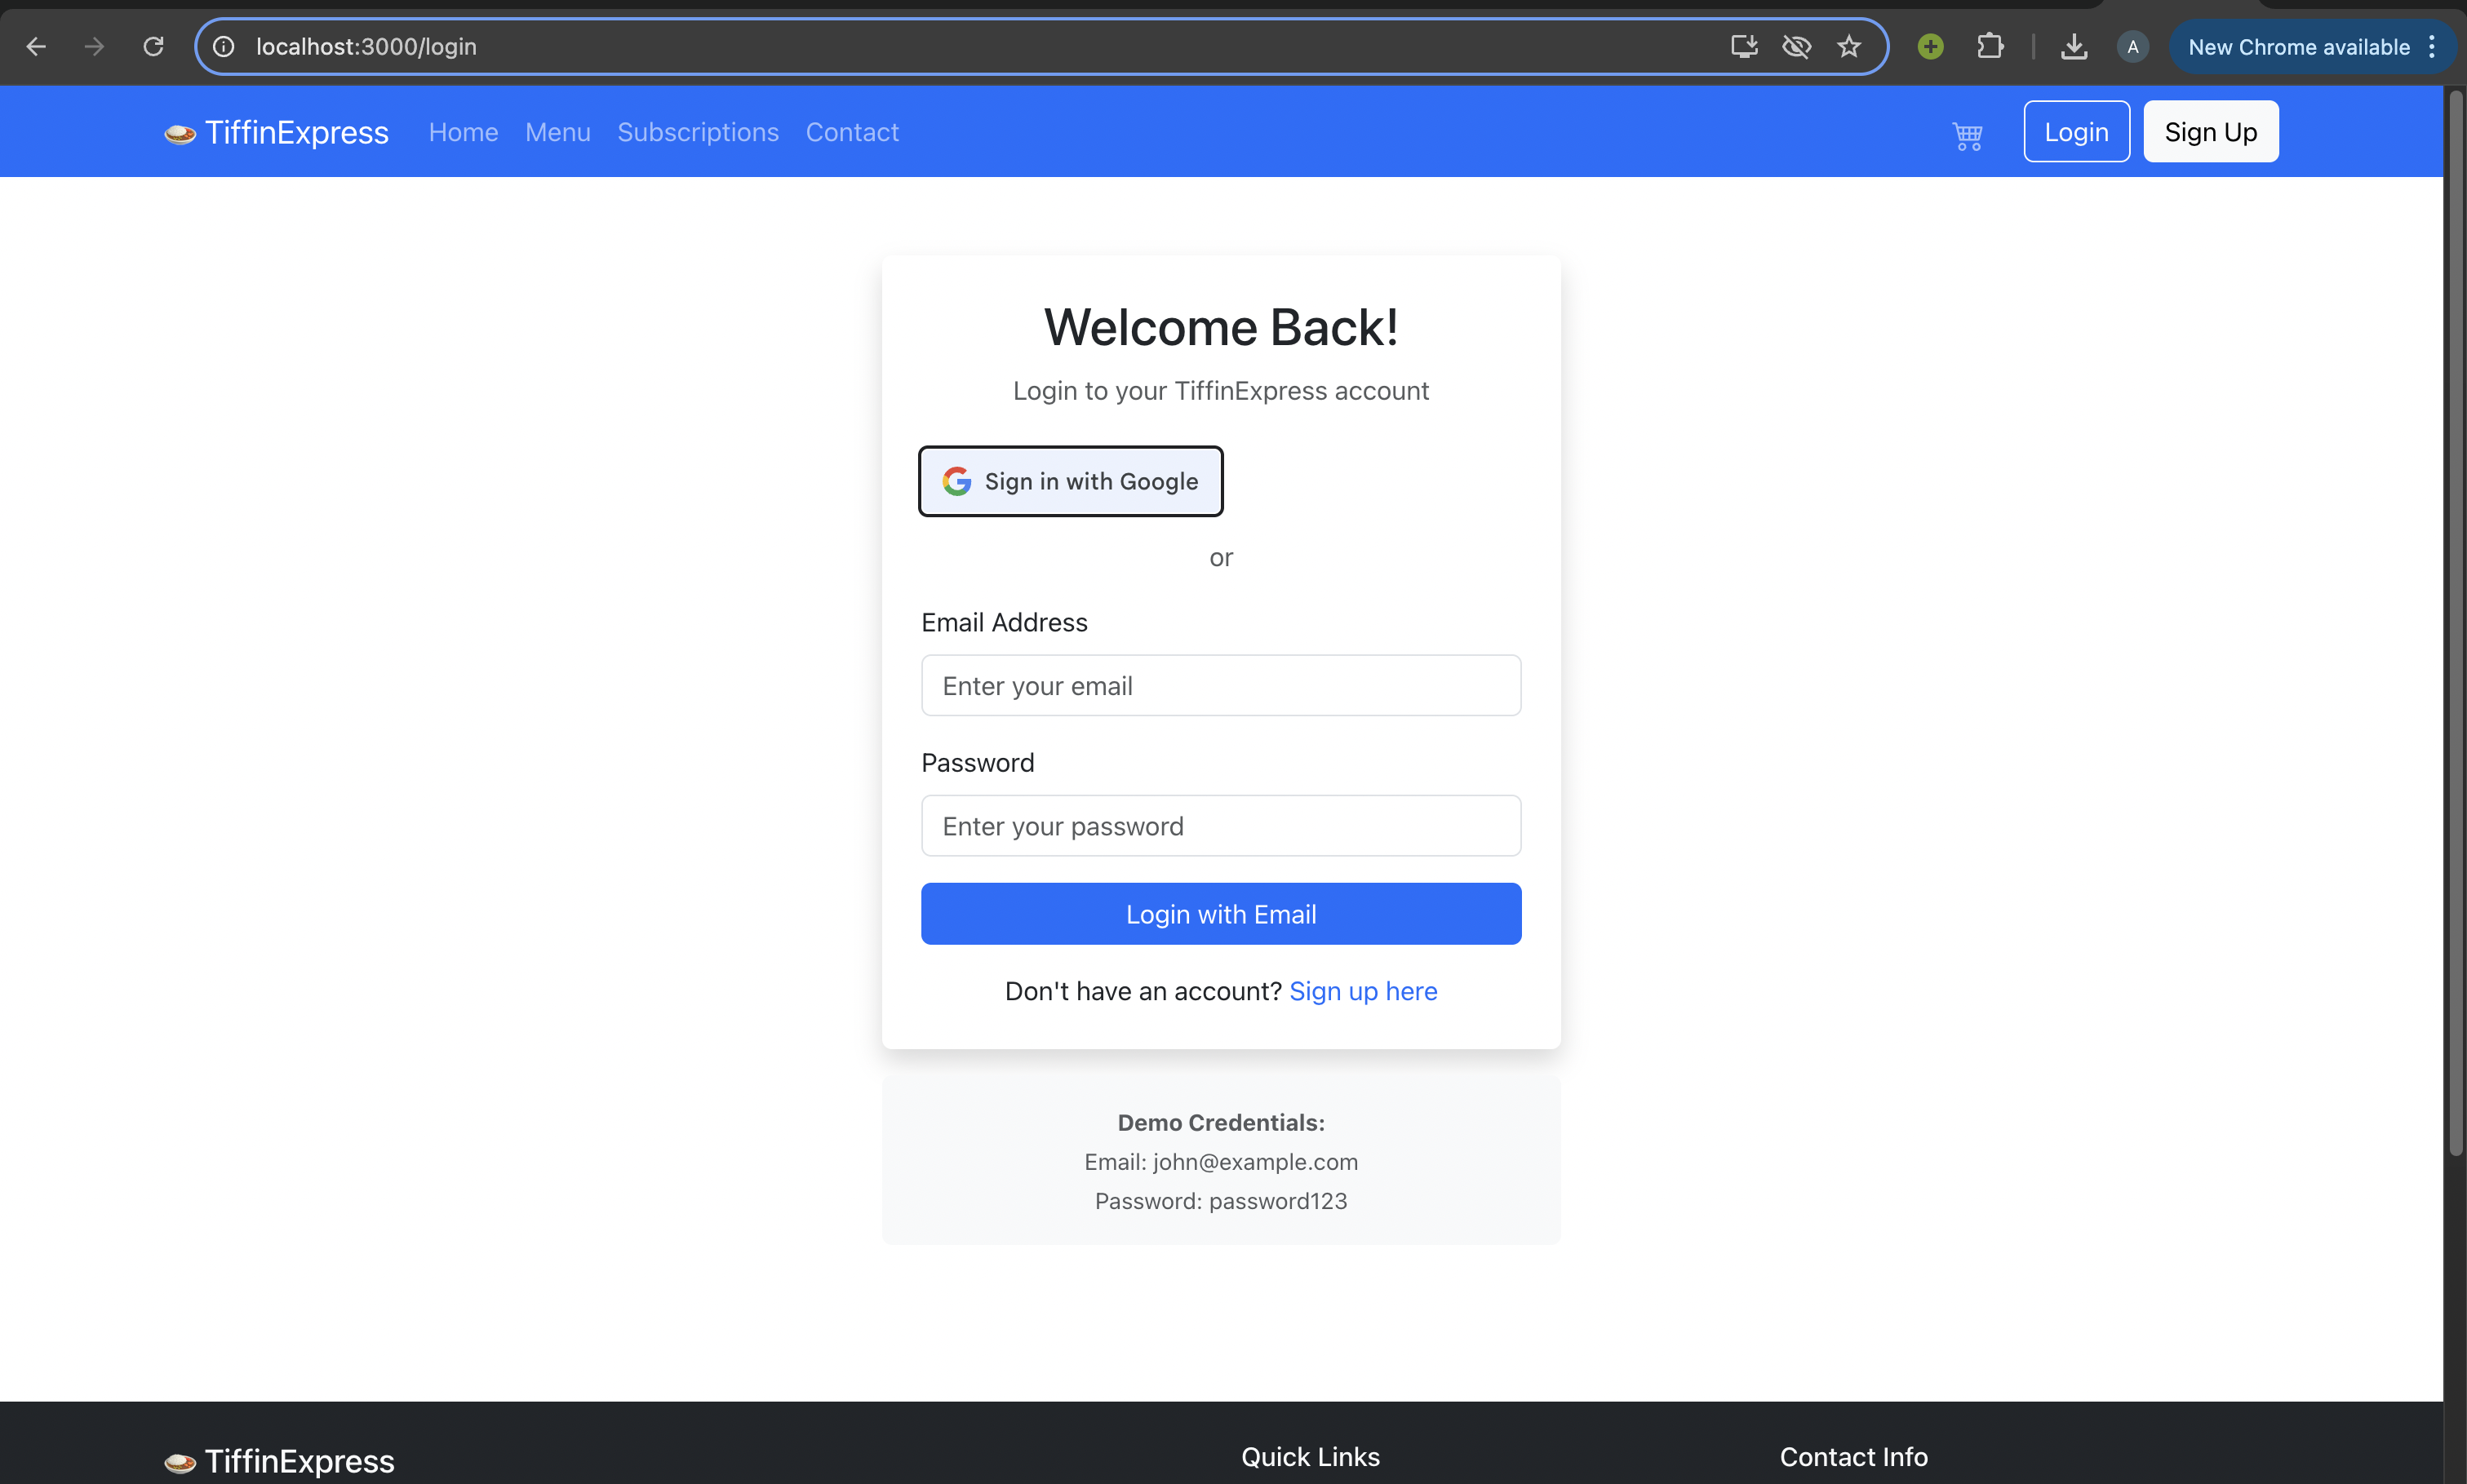 localhost:3000/login
A
New Chrome available
TiffinExpress
Home
Menu
Subscriptions
Contact
Login
Sign Up
Welcome Back!
Login to your TiffinExpress account
Sign in with Google
or
Email Address
Enter your email
Password
Enter your password
Login with Email
Don't have an account? Sign up here
Demo Credentials:
Email: john@example.com
Password: password123
TiffinExpress
Quick Links
Contact Info